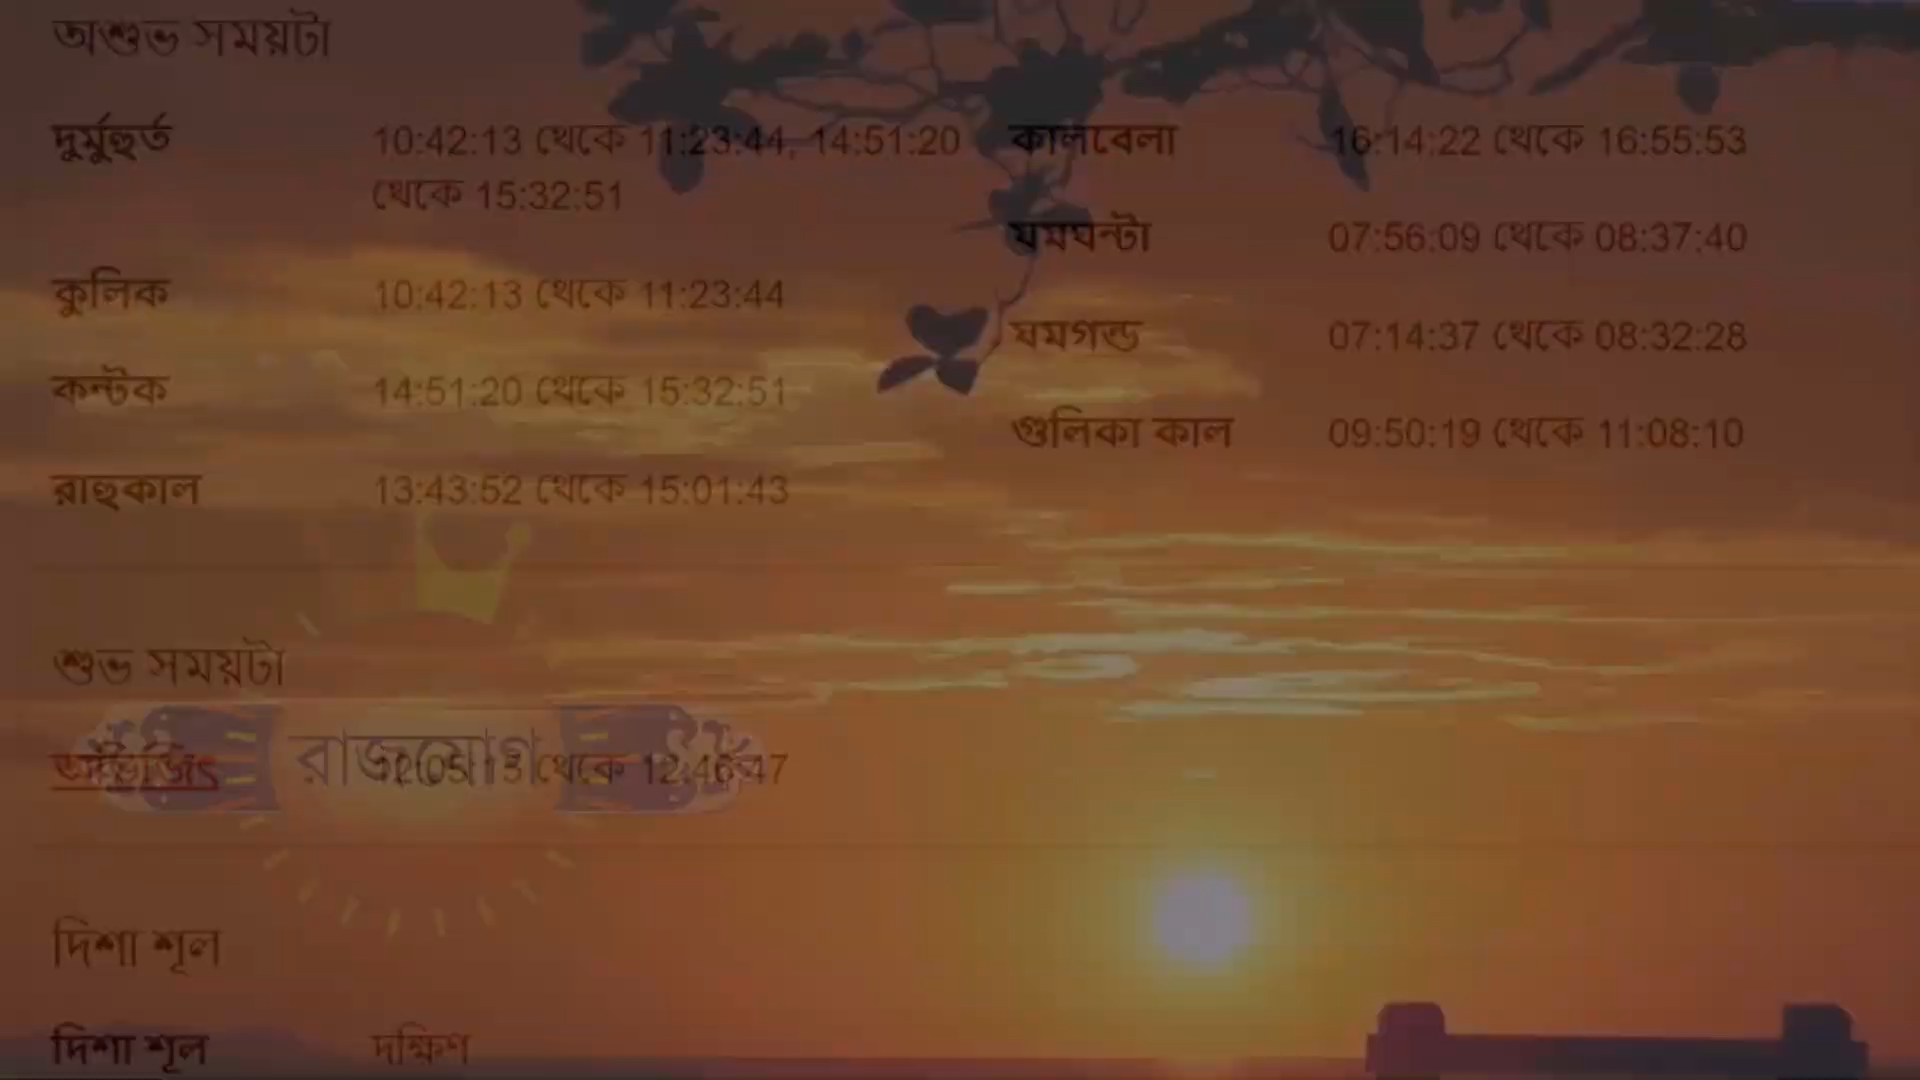 অশুভ সময়টা
দুর্মুহুর্ত 10:42:13 থেকে 11:23:44, 14:51:20
থেকে 15:32:51
কুলিক 10:42:13 থেকে 11:23:44
কন্টক 14:51:20 থেকে 15:32:51
রাহুকাল 13:43:52 থেকে 15:01:43
কালবেলা 16:14:22 থেকে 16:55:53
যমঘন্টা 07:56:09 থেকে 08:37:40
যমগন্ড 07:14:37 থেকে 08:32:28
গুলিকা কাল 09:50:19 থেকে 11:08:10
শুভ সময়টা
অভিজিৎ থেকে
রাজযোগ
দিশা শূল
দিশা শূল দক্ষিণ